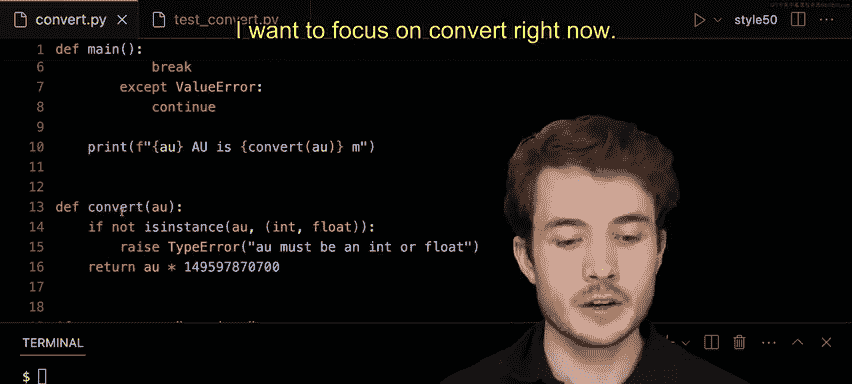 convert.py
test_convert.py
style50
I want to focus on convert right now.
1 def main():
6 break
7 except ValueError:
8 continue
9
10 print(f"{au} AU is {convert(au)} m")
11
12
13 def convert(au):
14 if not isinstance(au, (int, float)):
15 raise TypeError("au must be an int or float")
16 return au * 149597870700
17
18
TERMINAL
$